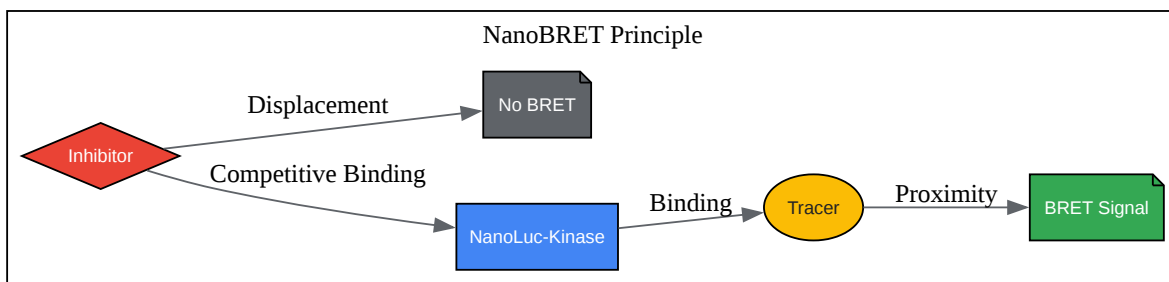 NanoBRET Principle
Displacement
No BRET
Inhibitor
Competitive Binding
NanoLuc-Kinase
Binding
Tracer
Proximity
BRET Signal